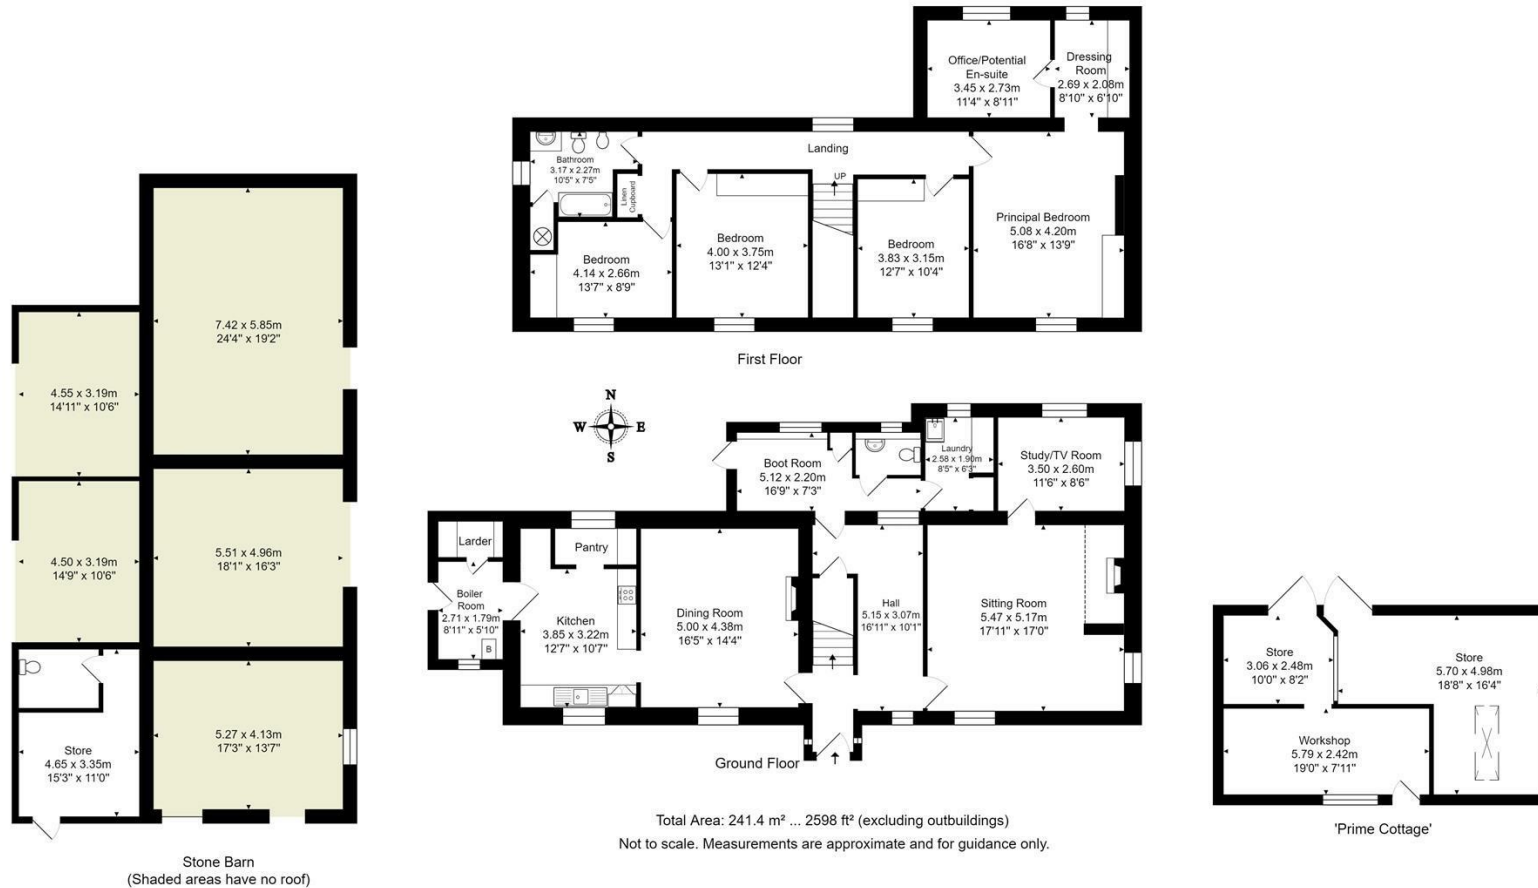 Office/Potential
En-suite
3.45 x 2.73m
11'4" x 8'11"
Dressing
Room
2.69 x 2.08m
8'10" x 6'10"
Landing
Bathroom
3.17 x 2.27m
10'5" x 7'5"
Linen
Cupboard
UP
Bedroom
4.14 x 2.66m
13'7" x 8'9"
Bedroom
4.00 x 3.75m
13'1" x 12'4"
Bedroom
3.83 x 3.15m
12'7" x 10'4"
Principal Bedroom
5.08 x 4.20m
16'8" x 13'9"
First Floor
7.42 x 5.85m
24'4" x 19'2"
4.55 x 3.19m
14'11" x 10'6"
4.50 x 3.19m
14'9" x 10'6"
5.51 x 4.96m
18'1" x 16'3"
Store
4.65 x 3.35m
15'3" x 11'0"
5.27 x 4.13m
17'3" x 13'7"
Stone Barn
(Shaded areas have no roof)
N
W E
S
Boot Room
5.12 x 2.20m
16'9" x 7'3"
Laundry
2.58 x 1.90m
8'5" x 6'3"
Study/TV Room
3.50 x 2.60m
11'6" x 8'6"
Larder
Pantry
Boiler
Room
2.71 x 1.79m
8'11" x 5'10"
B
Kitchen
3.85 x 3.22m
12'7" x 10'7"
Dining Room
5.00 x 4.38m
16'5" x 14'4"
Hall
5.15 x 3.07m
16'11" x 10'1"
Sitting Room
5.47 x 5.17m
17'11" x 17'0"
Ground Floor
Store
3.06 x 2.48m
10'0" x 8'2"
Store
5.70 x 4.98m
18'8" x 16'4"
Workshop
5.79 x 2.42m
19'0" x 7'11"
'Prime Cottage'
Total Area: 241.4 m² ... 2598 ft² (excluding outbuildings)
Not to scale. Measurements are approximate and for guidance only.